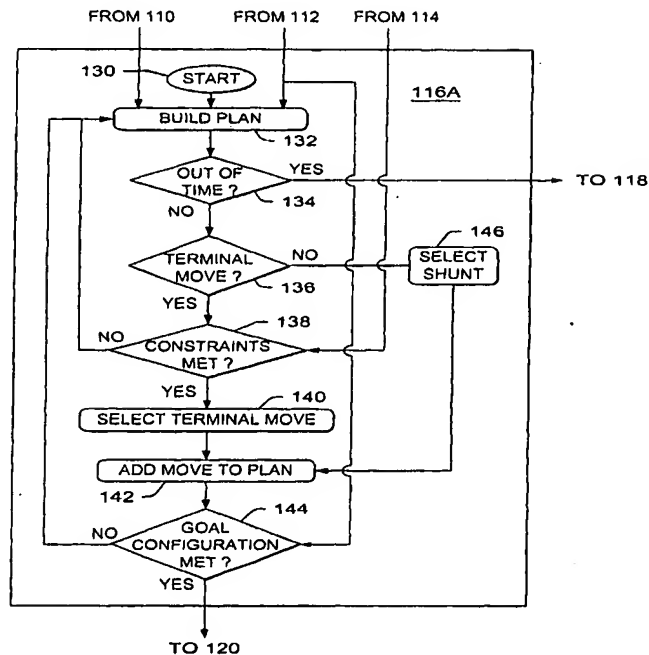 FROM 110
FROM 112
FROM 114
130
START
116A
BUILD PLAN
132
OUT OF
TIME ?
YES
TO 118
134
NO
146
TERMINAL
MOVE ?
NO
SELECT
SHUNT
136
YES
138
NO
CONSTRAINTS
MET ?
YES
140
SELECT TERMINAL MOVE
ADD MOVE TO PLAN
142
144
NO
GOAL
CONFIGURATION
MET ?
YES
TO 120